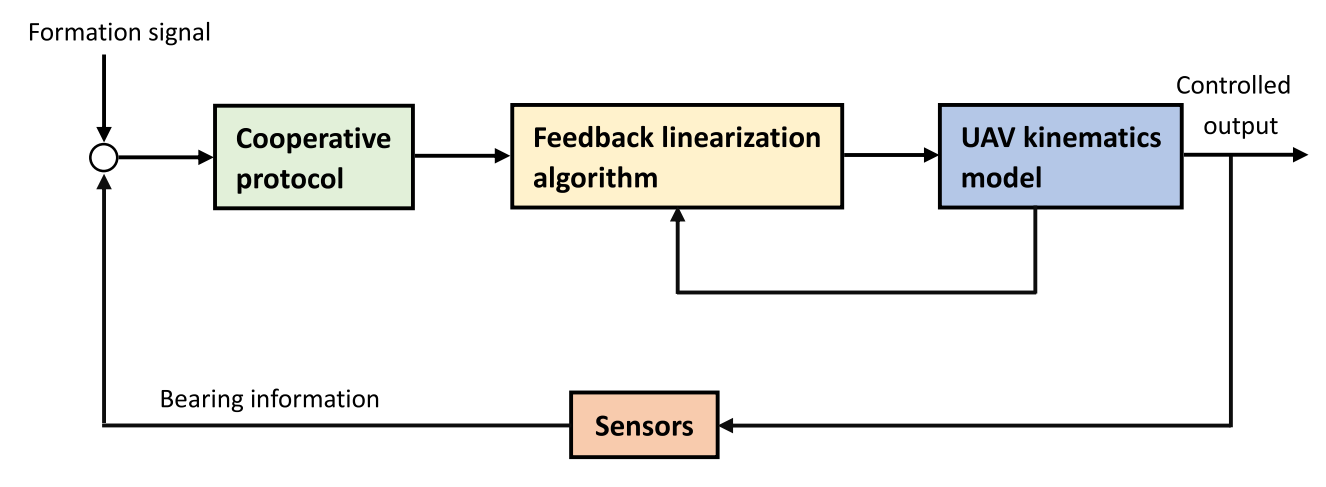 Formation signal
Cooperative
protocol
Feedback linearization
algorithm
UAV kinematics
model
Controlled
output
Bearing information
Sensors